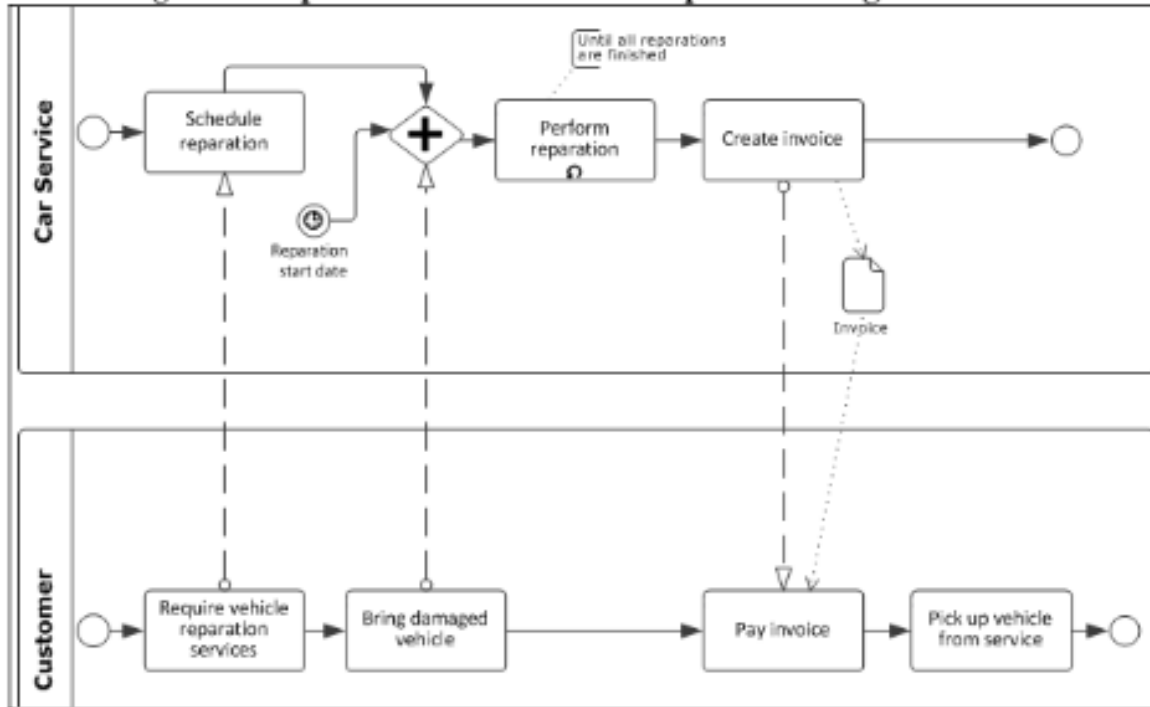 Car Service
Schedule
reparation
Reparation
start date
Until all reparations
are finished
Perform
reparation
Create invoice
Invoice
Customer
Require vehicle
reparation
services
Bring damaged
vehicle
Pay invoice
Pick up vehicle
from service